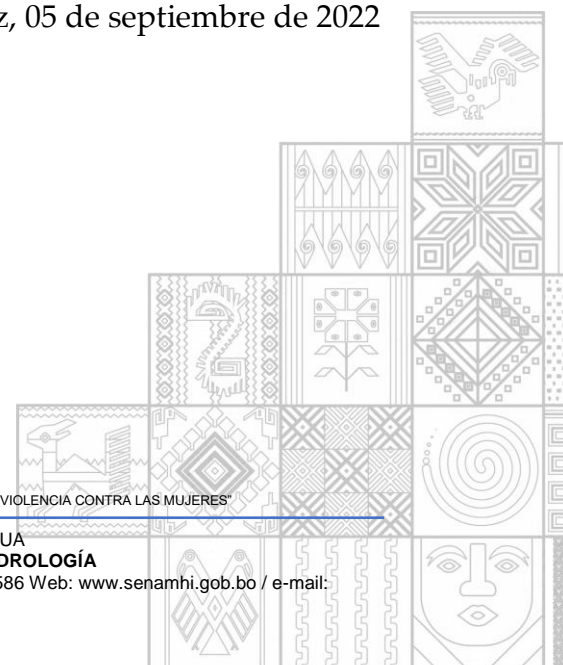 z, 05 de septiembre de 2022
VIOLENCIA CONTRA LAS MUJERES"
UA
DROLOGÍA
586 Web: www.senamhi.gob.bo / e-mail: